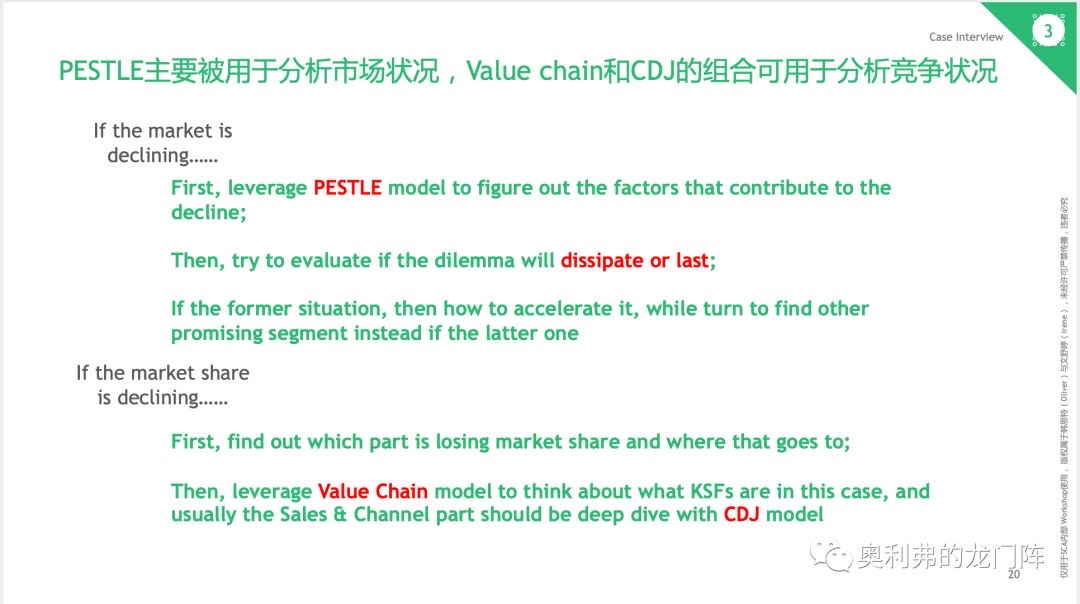 Case Interview
3
PESTLE主要被用于分析市场状况，Value chain和CDJ的组合可用于分析竞争状况
If the market is
declining……
First, leverage PESTLE model to figure out the factors that contribute to the
decline;
Then, try to evaluate if the dilemma will dissipate or last;
If the former situation, then how to accelerate it, while turn to find other
promising segment instead if the latter one
If the market share
is declining……
First, find out which part is losing market share and where that goes to;
Then, leverage Value Chain model to think about what KSFs are in this case, and
usually the Sales & Channel part should be deep dive with CDJ model
仅用于SCA内部 Workshop使用，版权属于韩思特（Oliver）与文舒婷（Irene），未经许可严禁传播，违者必究
奥利弗的龙门阵
20